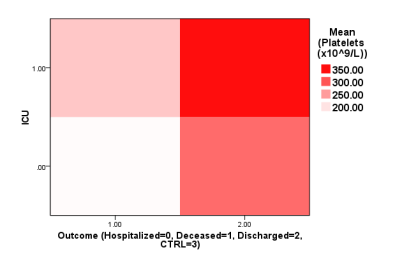 Mean
(Platelets
(x10^9/L))
350.00
300.00
250.00
200.00
1.00
.00
ICU
1.00 2.00
Outcome (Hospitalized=0, Deceased=1, Discharged=2,
CTRL=3)